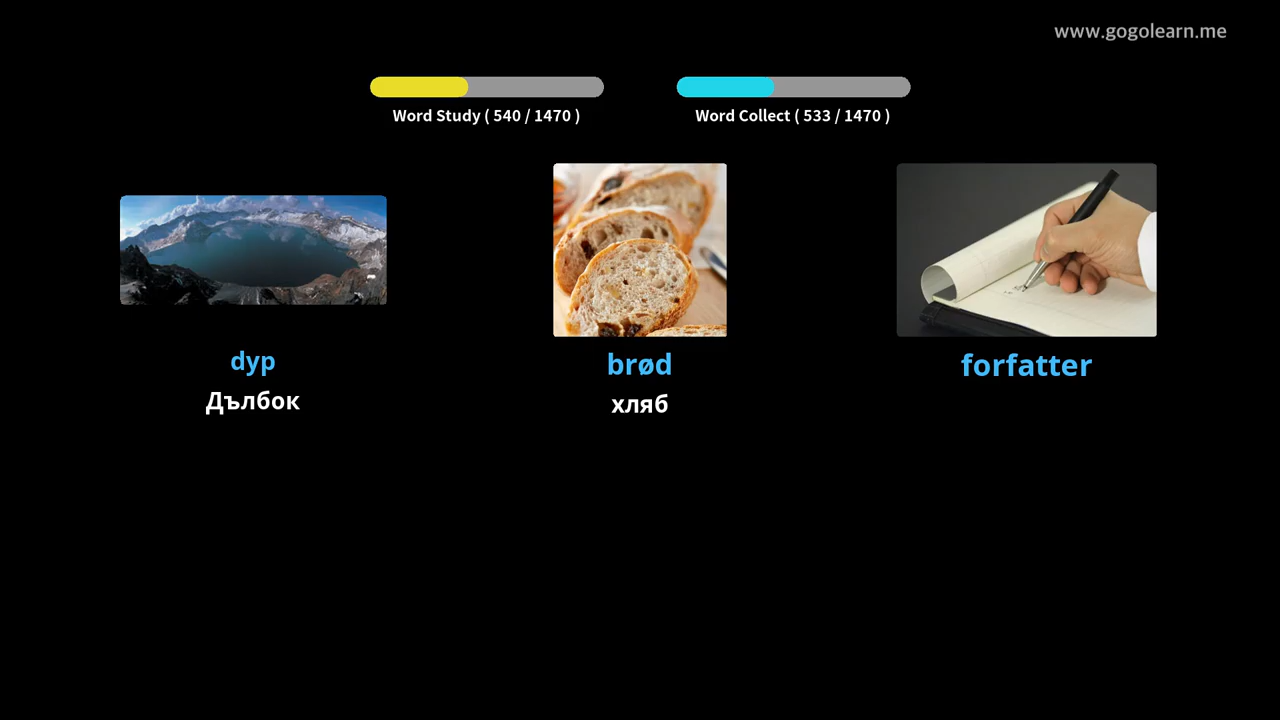 www.gogolearn.me
Word Study ( 540 / 1470 )
Word Collect ( 533 / 1470 )
dyp
Дълбок
brød
хляб
forfatter